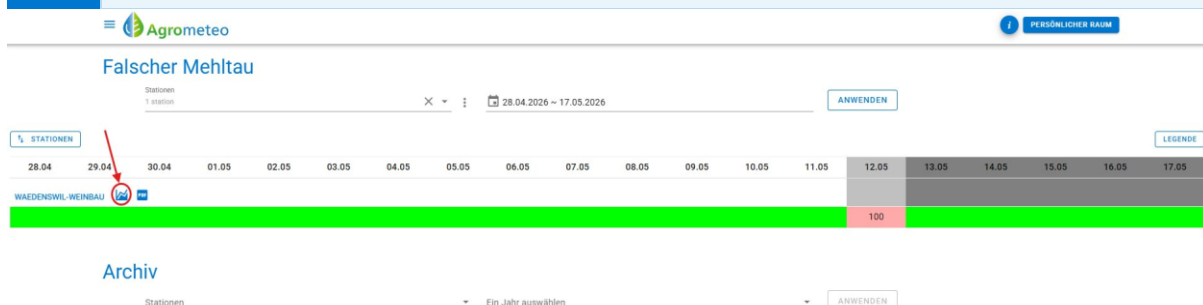 Agrometeo
i PERSÖNLICHER RAUM
Falscher Mehltau
Stationen
1 station
28.04.2026 ~ 17.05.2026
ANWENDEN
STATIONEN
LEGENDE
28.04 29.04 30.04 01.05 02.05 03.05 04.05 05.05 06.05 07.05 08.05 09.05 10.05 11.05 12.05 13.05 14.05 15.05 16.05 17.05
WAEDENSWIL-WEINBAU PDF
100
Archiv
Stationen Ein Jahr auswählen ANWENDEN